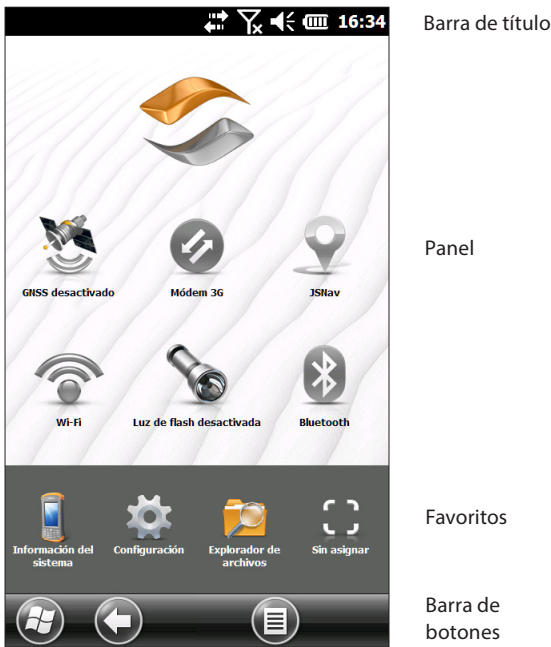 16:34
Barra de título
GNSS desactivado
Módem 3G
JSNav
Panel
Wi-Fi
Luz de flash desactivada
Bluetooth
Favoritos
Información del
sistema
Configuración
Explorador de
archivos
Sin asignar
Barra de
botones